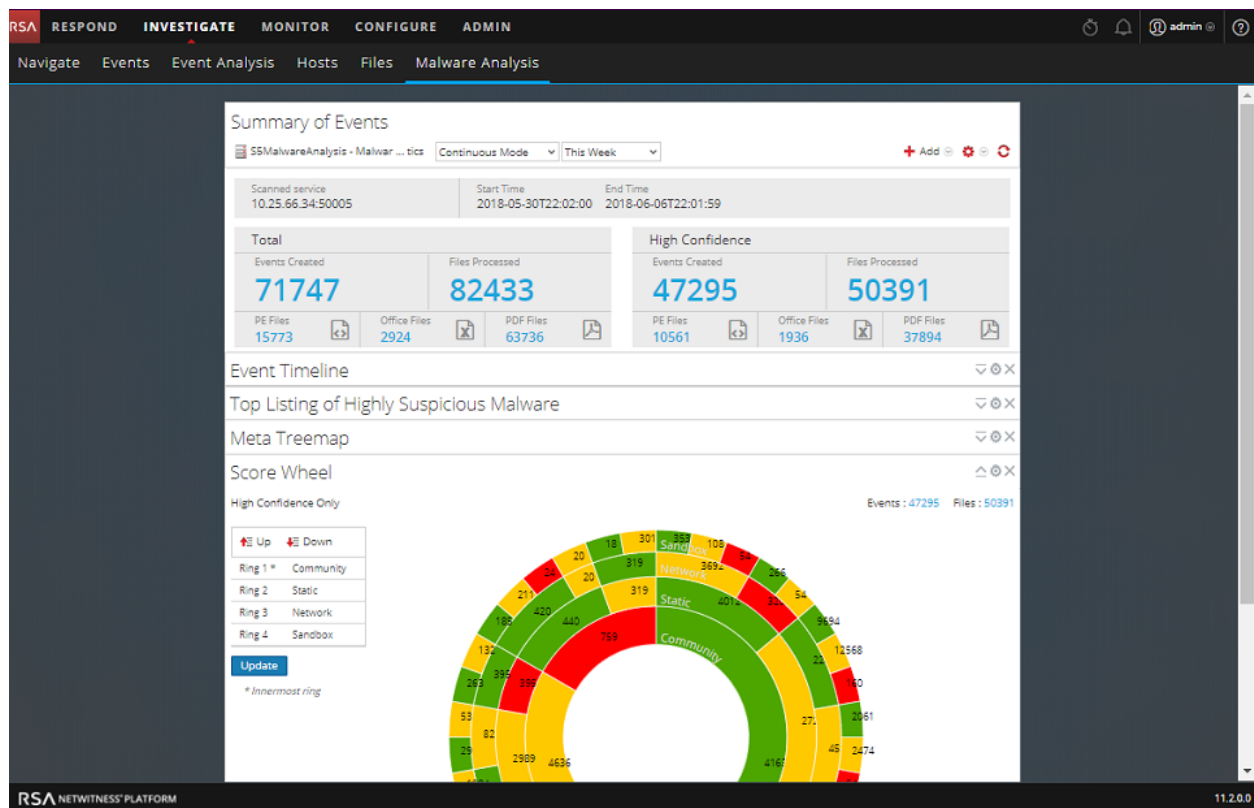 RSA RESPOND INVESTIGATE MONITOR CONFIGURE ADMIN admin
Navigate Events Event Analysis Hosts Files Malware Analysis
Summary of Events
S5MalwareAnalysis - Malwar ... tics Continuous Mode This Week Add
Scanned service Start Time End Time
10.25.66.34:50005 2018-05-30T22:02:00 2018-06-06T22:01:59
Total High Confidence
Events Created Files Processed Events Created Files Processed
71747 82433 47295 50391
PE Files Office Files PDF Files PE Files Office Files PDF Files
15773 2924 63736 10561 1936 37894
Event Timeline
Top Listing of Highly Suspicious Malware
Meta Treemap
Score Wheel
High Confidence Only Events : 47295 Files : 50391
Up Down
Ring 1 * Community
Ring 2 Static
Ring 3 Network
Ring 4 Sandbox
Update
* Innermost ring
18 301 353 108
Sandbox
20 54
319 3692
Network
24 20 266
211 319 4012 54
Static
185 420 440 9694
759
Community
132 12568
263 395 160
53 2061
82 45 2474
29 2989 4636
RSA NETWITNESS PLATFORM 11.2.0.0